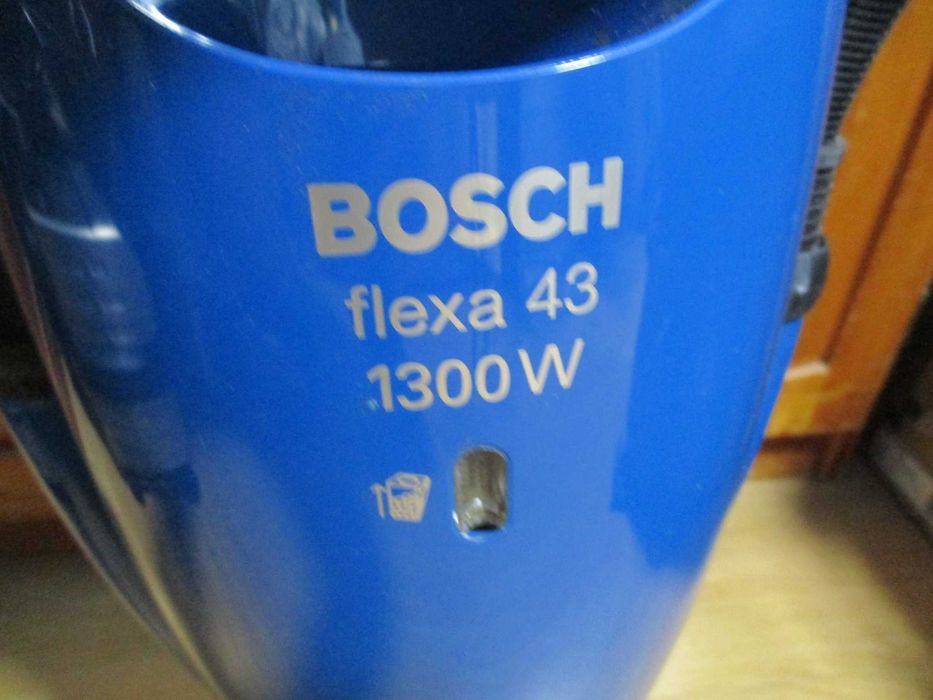 BOSCH
flexa 43
1300 W